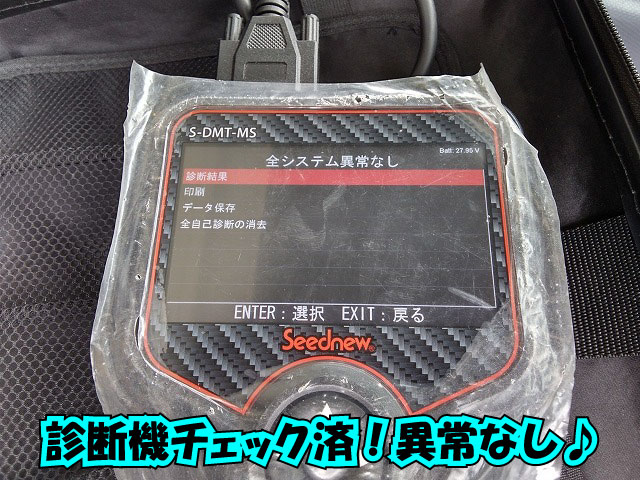 S-DMT-MS
Batt: 27.95 V
全システム異常なし
診断結果
印刷
データ保存
全自己診断の消去
ENTER：選択 EXIT：戻る
Seednew®
診断機チェック済！異常なし♪